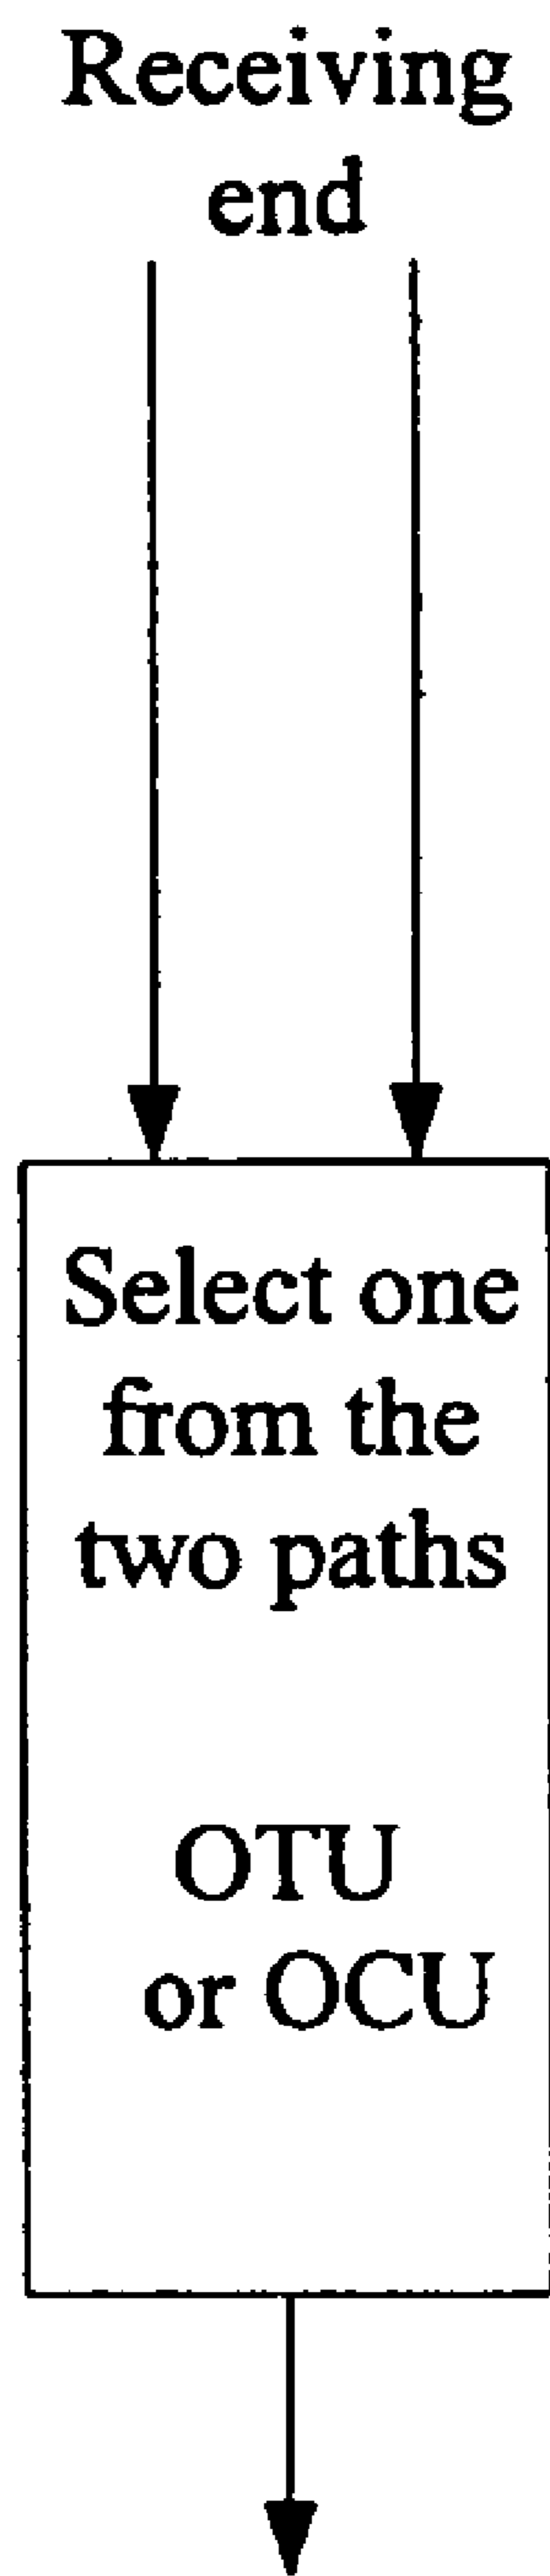 Receiving
end
Select one
from the
two paths
OTU
or OCU